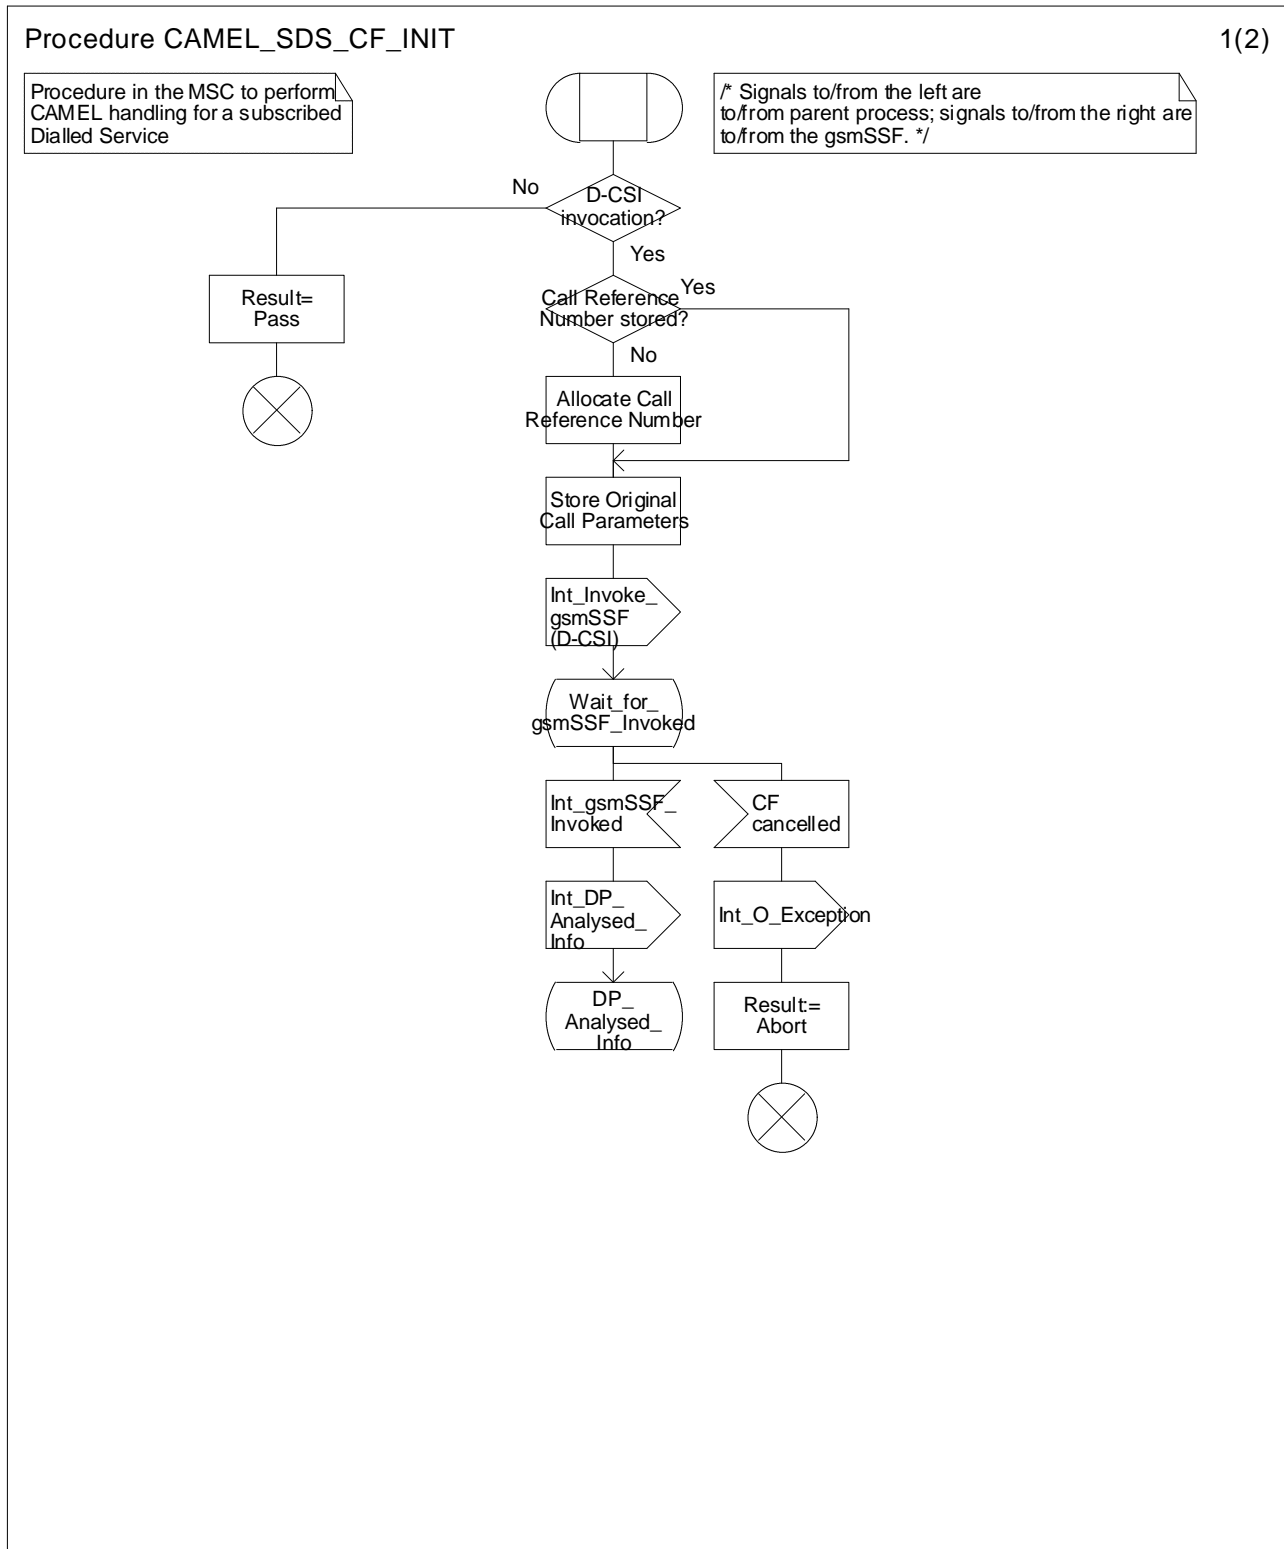 Procedure CAMEL_SDS_CF_INIT
1(2)
Procedure in the MSC to perform
CAMEL handling for a subscribed
Dialled Service
/* Signals to/from the left are
to/from parent process; signals to/from the right are
to/from the gsmSSF. */
D-CSI
invocation?
No
Yes
Result=
Pass
Call Reference
Number stored?
Yes
No
Allocate Call
Reference Number
Store Original
Call Parameters
Int_Invoke_
gsmSSF
(D-CSI)
Wait_for_
gsmSSF_Invoked
Int_gsmSSF_
Invoked
CF
cancelled
Int_DP_
Analysed_
Info
Int_O_Exception
DP_
Analysed_
Info
Result:=
Abort